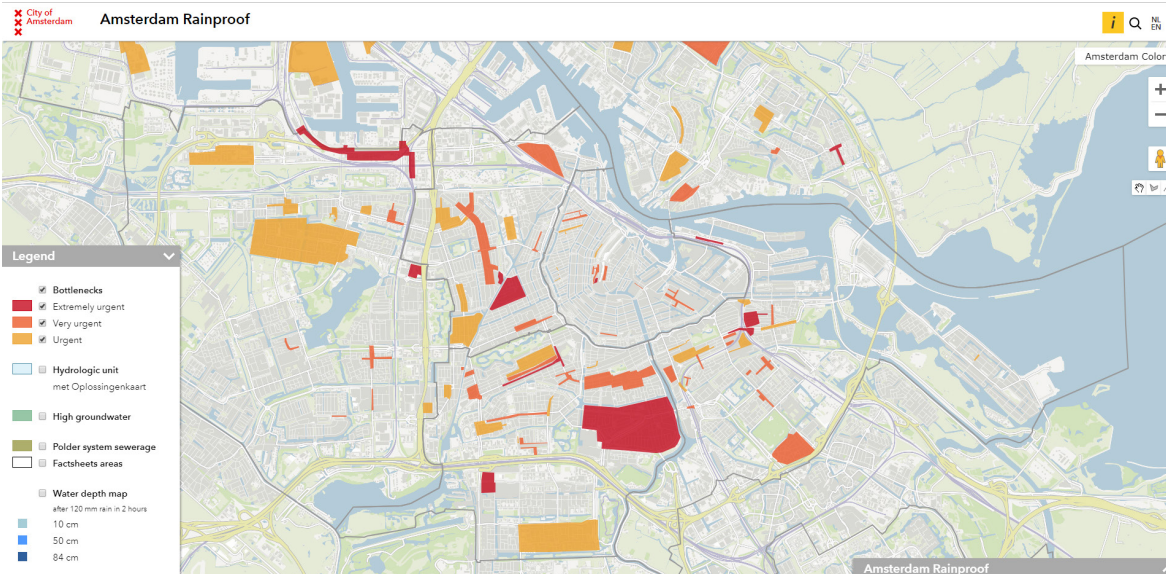 City of
Amsterdam
Amsterdam Rainproof
i
NL
EN
Amsterdam Color
+
−
Legend
Bottlenecks
Extremely urgent
Very urgent
Urgent
Hydrologic unit
met Oplossingenkaart
High groundwater
Polder system sewerage
Factsheets areas
Water depth map
after 120 mm rain in 2 hours
10 cm
50 cm
84 cm
Amsterdam Rainproof